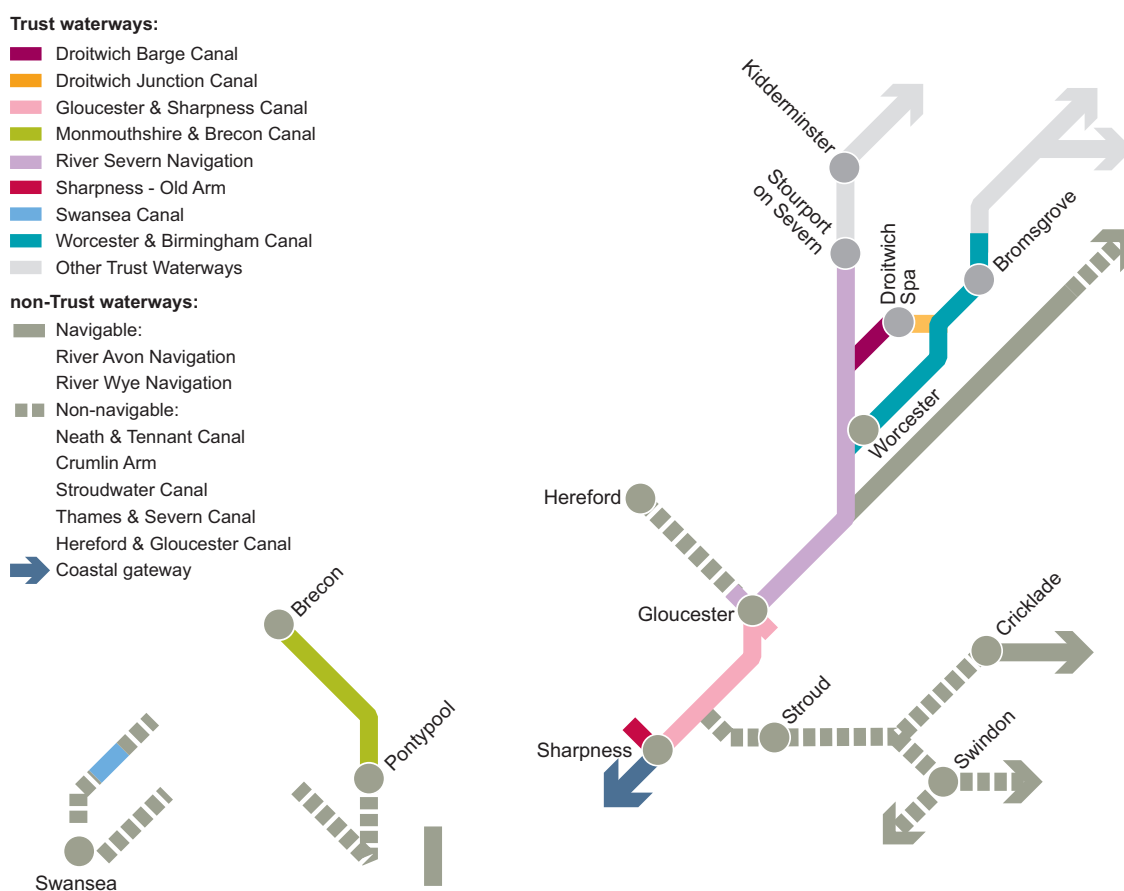 Trust waterways:
Droitwich Barge Canal
Droitwich Junction Canal
Gloucester & Sharpness Canal
Monmouthshire & Brecon Canal
River Severn Navigation
Sharpness - Old Arm
Swansea Canal
Worcester & Birmingham Canal
Other Trust Waterways
non-Trust waterways:
Navigable:
River Avon Navigation
River Wye Navigation
Non-navigable:
Neath & Tennant Canal
Crumlin Arm
Stroudwater Canal
Thames & Severn Canal
Hereford & Gloucester Canal
Coastal gateway
Kidderminster
Stourport
on Severn
Droitwich
Spa
Bromsgrove
Worcester
Hereford
Gloucester
Brecon
Pontypool
Cricklade
Stroud
Swindon
Sharpness
Swansea